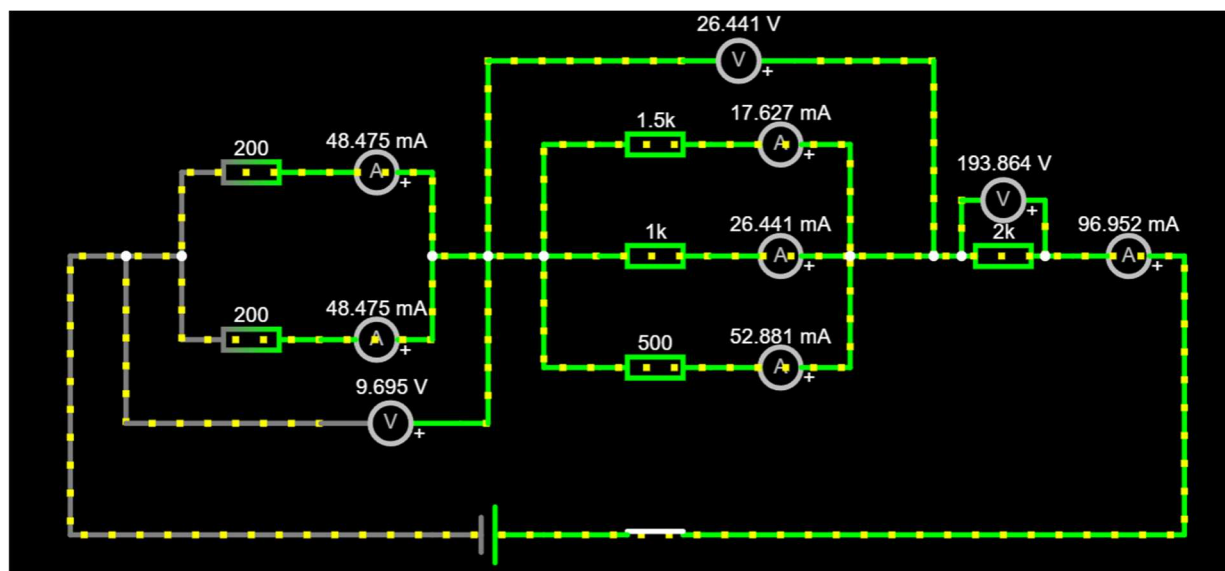 26.441 V
V
+
1.5k
17.627 mA
A
+
200
48.475 mA
A
+
193.864 V
V
+
1k
26.441 mA
A
+
2k
96.952 mA
A
+
200
48.475 mA
A
+
500
52.881 mA
A
+
9.695 V
V
+